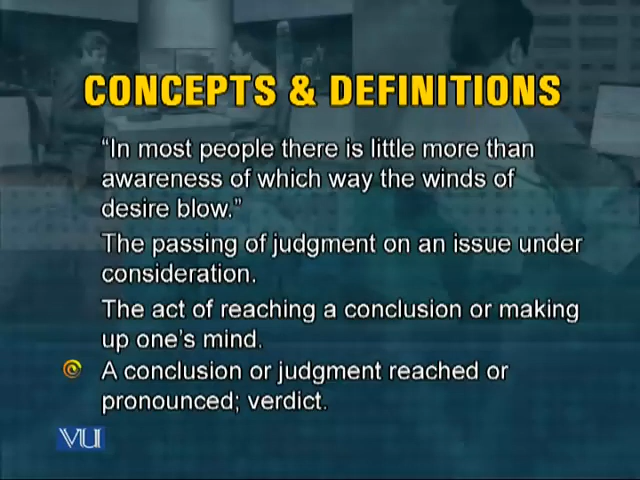 CONCEPTS & DEFINITIONS
“In most people there is little more than
awareness of which way the winds of
desire blow.”
The passing of judgment on an issue under
consideration.
The act of reaching a conclusion or making
up one’s mind.
A conclusion or judgment reached or
pronounced; verdict.
VU